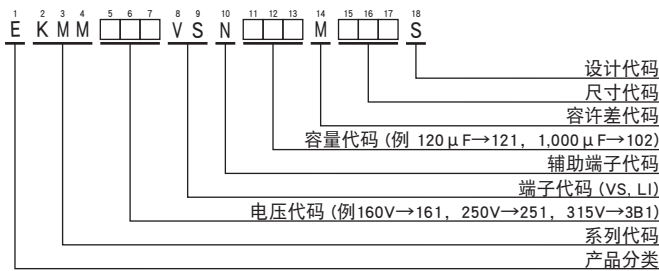 1 2 3 4 5 6 7 8 9 10 11 12 13 14 15 16 17 18
E K M M □□□ V S N □□□ M □□□ S
设计代码
尺寸代码
容许差代码
容量代码 (例 120μF→121，1,000μF→102)
辅助端子代码
端子代码 (VS, LI)
电压代码 (例160V→161，250V→251，315V→3B1)
系列代码
产品分类